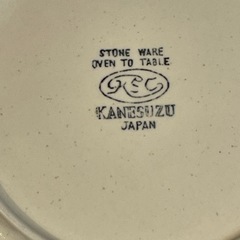 STONE WARE
OVEN TO TABLE
KANESUZU
JAPAN